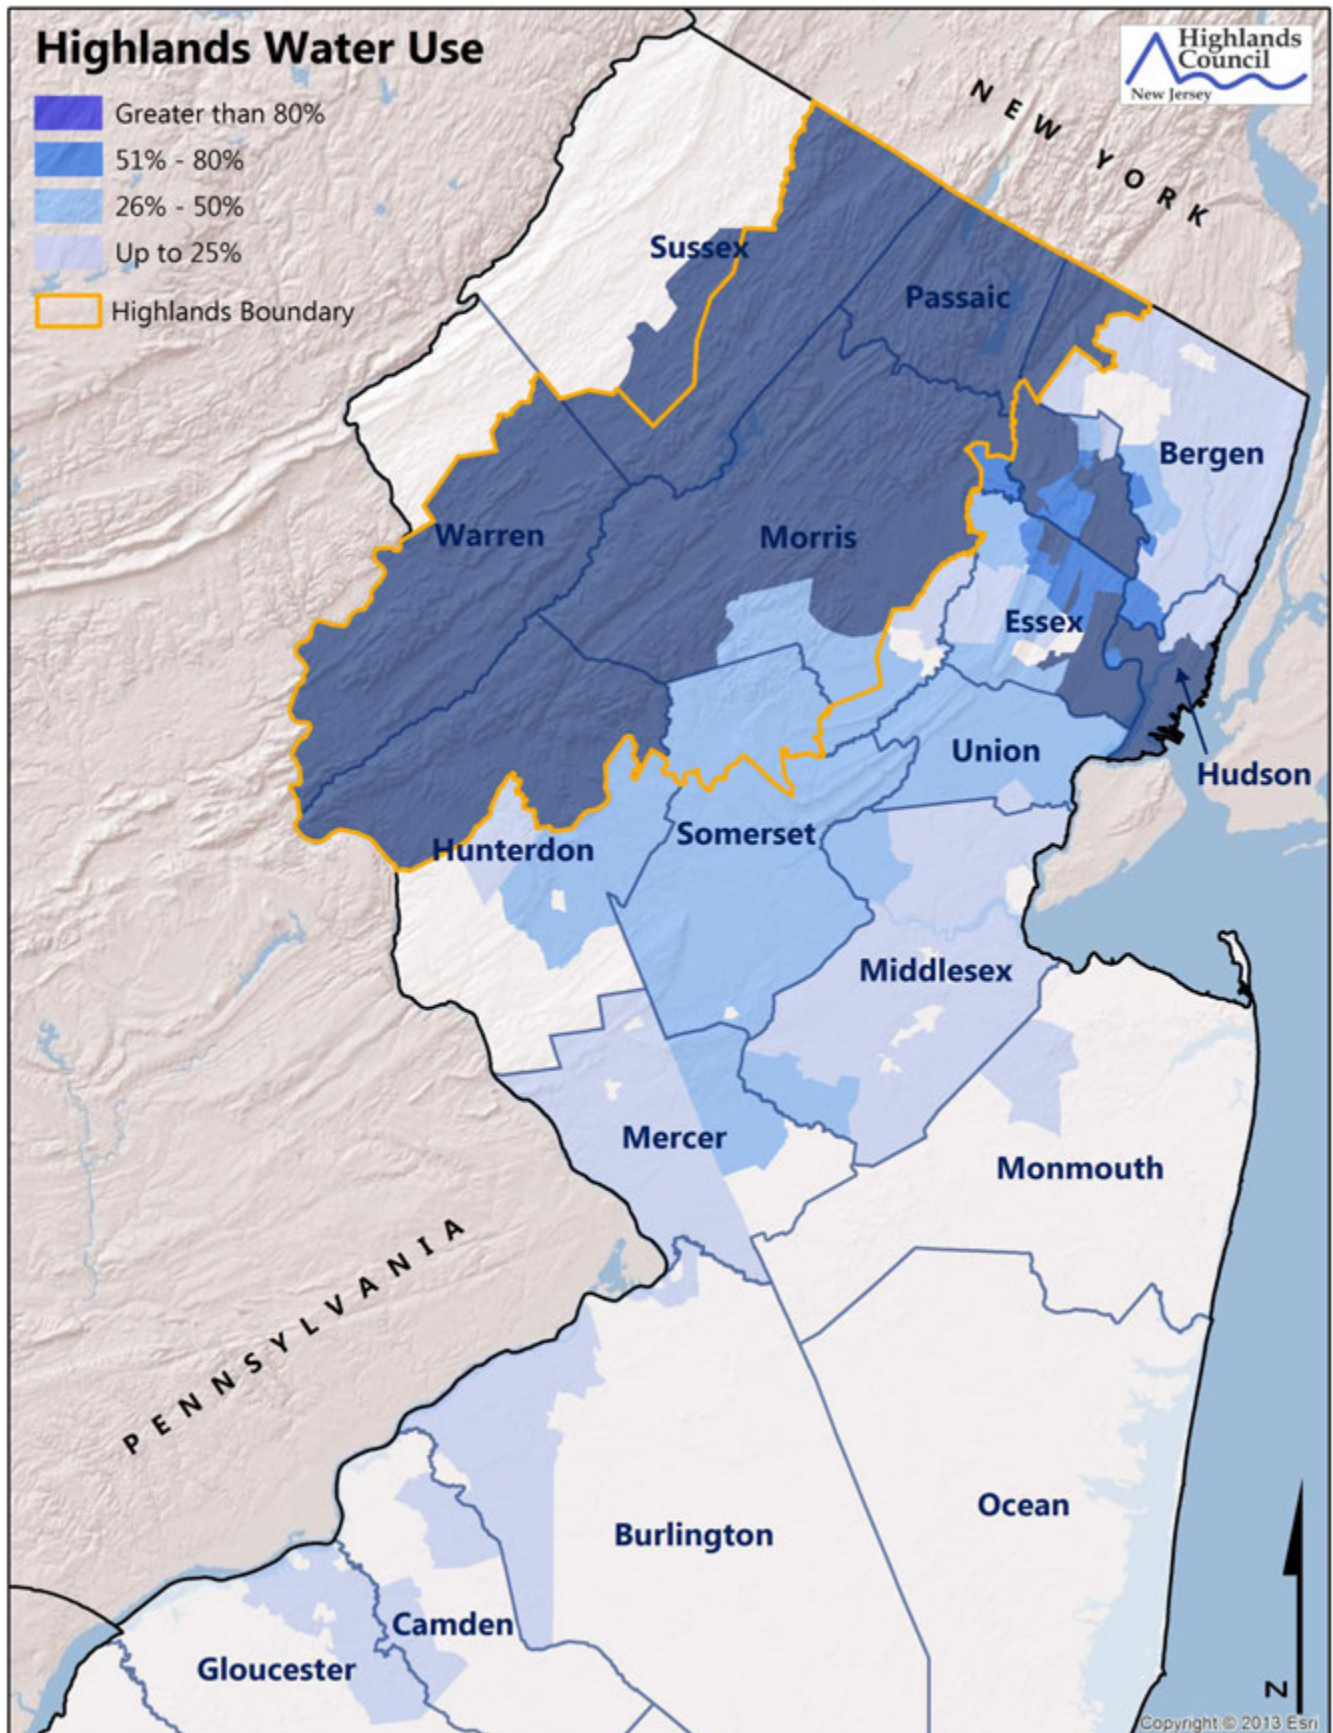 Highlands Water Use
Greater than 80%
51% - 80%
26% - 50%
Up to 25%
Highlands Boundary
Highlands
Council
New Jersey
NEW YORK
Sussex
Passaic
Bergen
Warren
Morris
Essex
Union
Hudson
Hunterdon
Somerset
Middlesex
Mercer
Monmouth
PENNSYLVANIA
Ocean
Burlington
Camden
Gloucester
N
Copyright © 2013 Esri